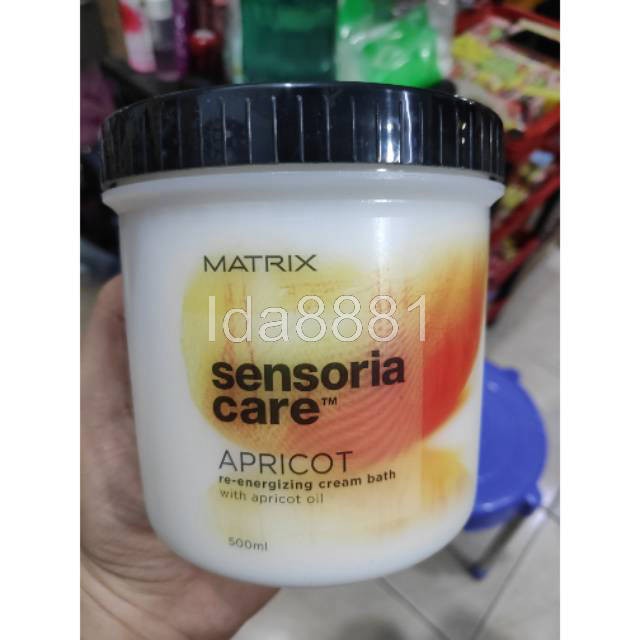 MATRIX
Ida8881
sensoria
care™
APRICOT
re-energizing cream bath
with apricot oil
500ml